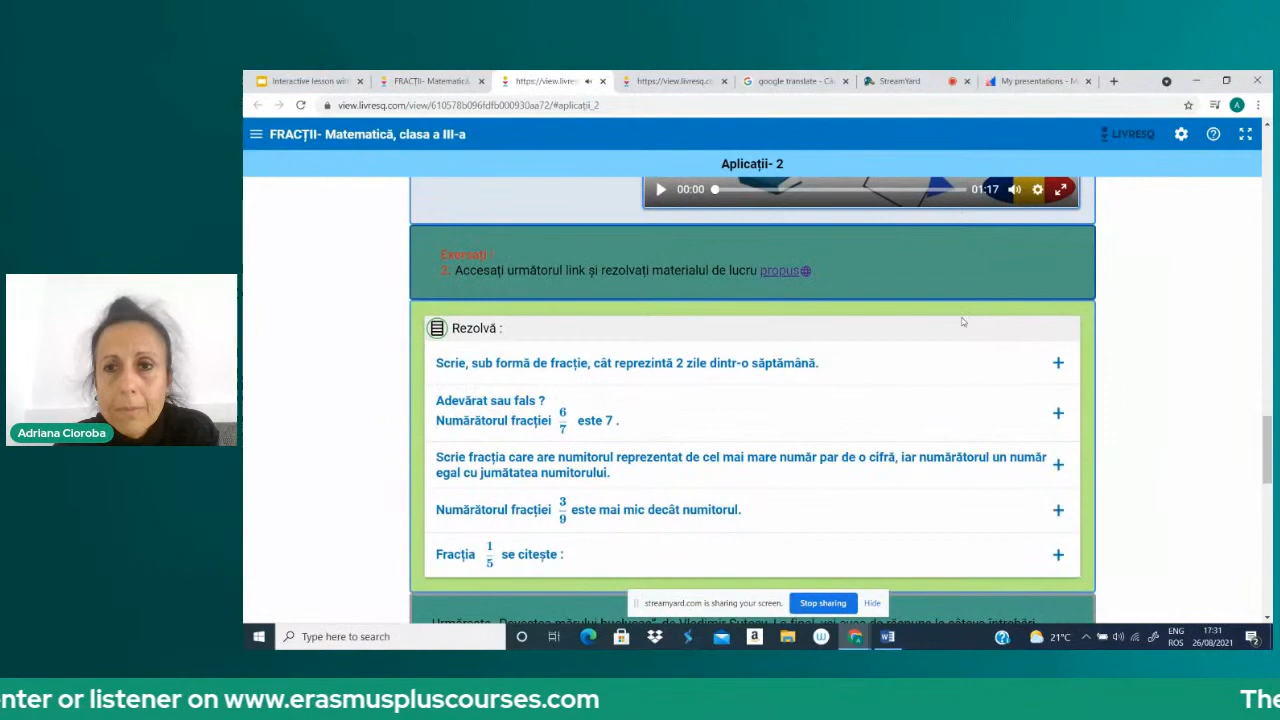 Interactive lesson wit
FRACȚII- Matematică,
https://view.livres
https://view.livresq.co
google translate - Că
StreamYard
My presentations - M
view.livresq.com/view/610578b096fdfb000930aa72/#aplicații_2
A
FRACȚII- Matematică, clasa a III-a
LIVRESQ
Aplicații- 2
00:00
01:17
Exersați !
2. Accesați următorul link și rezolvați materialul de lucru propus
Rezolvă :
Scrie, sub formă de fracție, cât reprezintă 2 zile dintr-o săptămână.
Adevărat sau fals ?
Numărătorul fracției 6/7 este 7 .
Scrie fracția care are numitorul reprezentat de cel mai mare număr par de o cifră, iar numărătorul un număr
egal cu jumătatea numitorului.
Numărătorul fracției 3/9 este mai mic decât numitorul.
Fracția 1/5 se citește :
Adriana Cioroba
streamyard.com is sharing your screen.
Stop sharing
Hide
Type here to search
21°C
ENG
ROS
17:31
26/08/2021
enter or listener on www.erasmuspluscourses.com
The